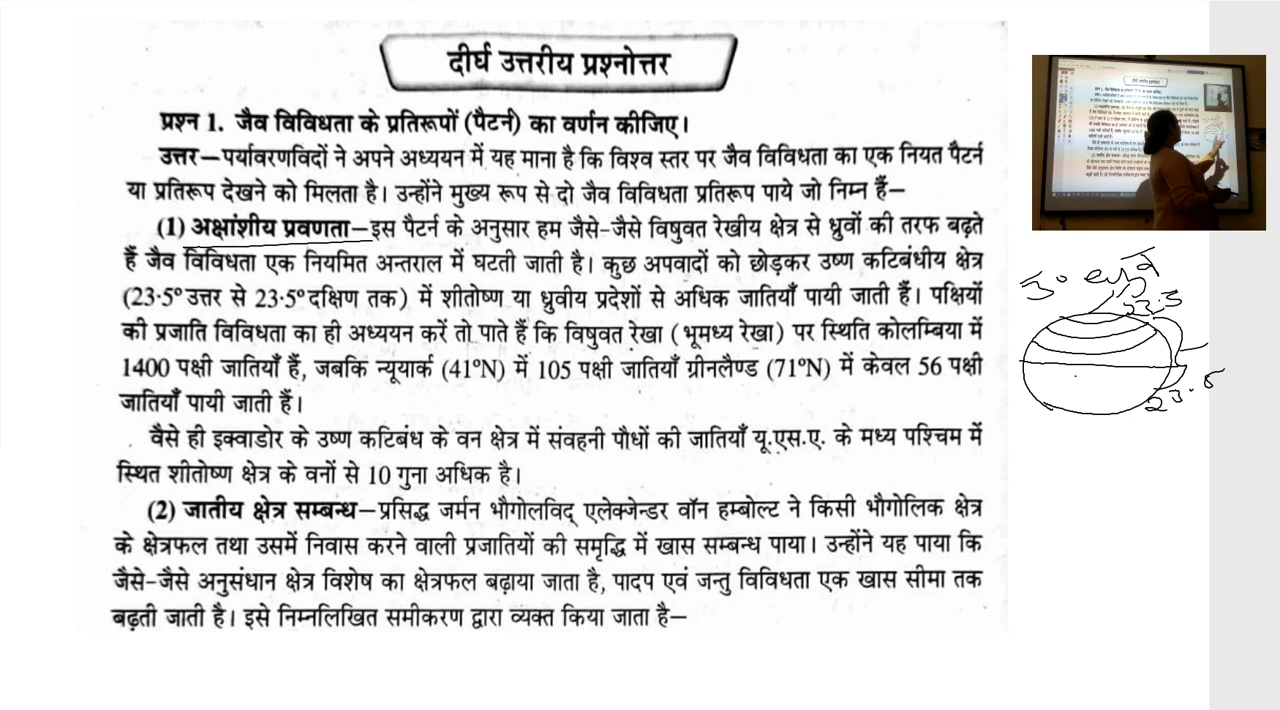 दीर्घ उत्तरीय प्रश्नोत्तर
प्रश्न 1. जैव विविधता के प्रतिरूपों (पैटर्न) का वर्णन कीजिए।
उत्तर–पर्यावरणविदों ने अपने अध्ययन में यह माना है कि विश्व स्तर पर जैव विविधता का एक नियत पैटर्न
या प्रतिरूप देखने को मिलता है। उन्होंने मुख्य रूप से दो जैव विविधता प्रतिरूप पाये जो निम्न हैं–
(1) अक्षांशीय प्रवणता–इस पैटर्न के अनुसार हम जैसे-जैसे विषुवत रेखीय क्षेत्र से ध्रुवों की तरफ बढ़ते
हैं जैव विविधता एक नियमित अन्तराल में घटती जाती है। कुछ अपवादों को छोड़कर उष्ण कटिबंधीय क्षेत्र
(23·5° उत्तर से 23·5° दक्षिण तक) में शीतोष्ण या ध्रुवीय प्रदेशों से अधिक जातियाँ पायी जाती हैं। पक्षियों
की प्रजाति विविधता का ही अध्ययन करें तो पाते हैं कि विषुवत रेखा (भूमध्य रेखा) पर स्थिति कोलम्बिया में
1400 पक्षी जातियाँ हैं, जबकि न्यूयार्क (41°N) में 105 पक्षी जातियाँ ग्रीनलैण्ड (71°N) में केवल 56 पक्षी
जातियाँ पायी जाती हैं।
वैसे ही इक्वाडोर के उष्ण कटिबंध के वन क्षेत्र में संवहनी पौधों की जातियाँ यू.एस.ए. के मध्य पश्चिम में
स्थित शीतोष्ण क्षेत्र के वनों से 10 गुना अधिक है।
(2) जातीय क्षेत्र सम्बन्ध–प्रसिद्ध जर्मन भौगोलविद् एलेक्जेन्डर वॉन हम्बोल्ट ने किसी भौगोलिक क्षेत्र
के क्षेत्रफल तथा उसमें निवास करने वाली प्रजातियों की समृद्धि में खास सम्बन्ध पाया। उन्होंने यह पाया कि
जैसे-जैसे अनुसंधान क्षेत्र विशेष का क्षेत्रफल बढ़ाया जाता है, पादप एवं जन्तु विविधता एक खास सीमा तक
बढ़ती जाती है। इसे निम्नलिखित समीकरण द्वारा व्यक्त किया जाता है–
23.5